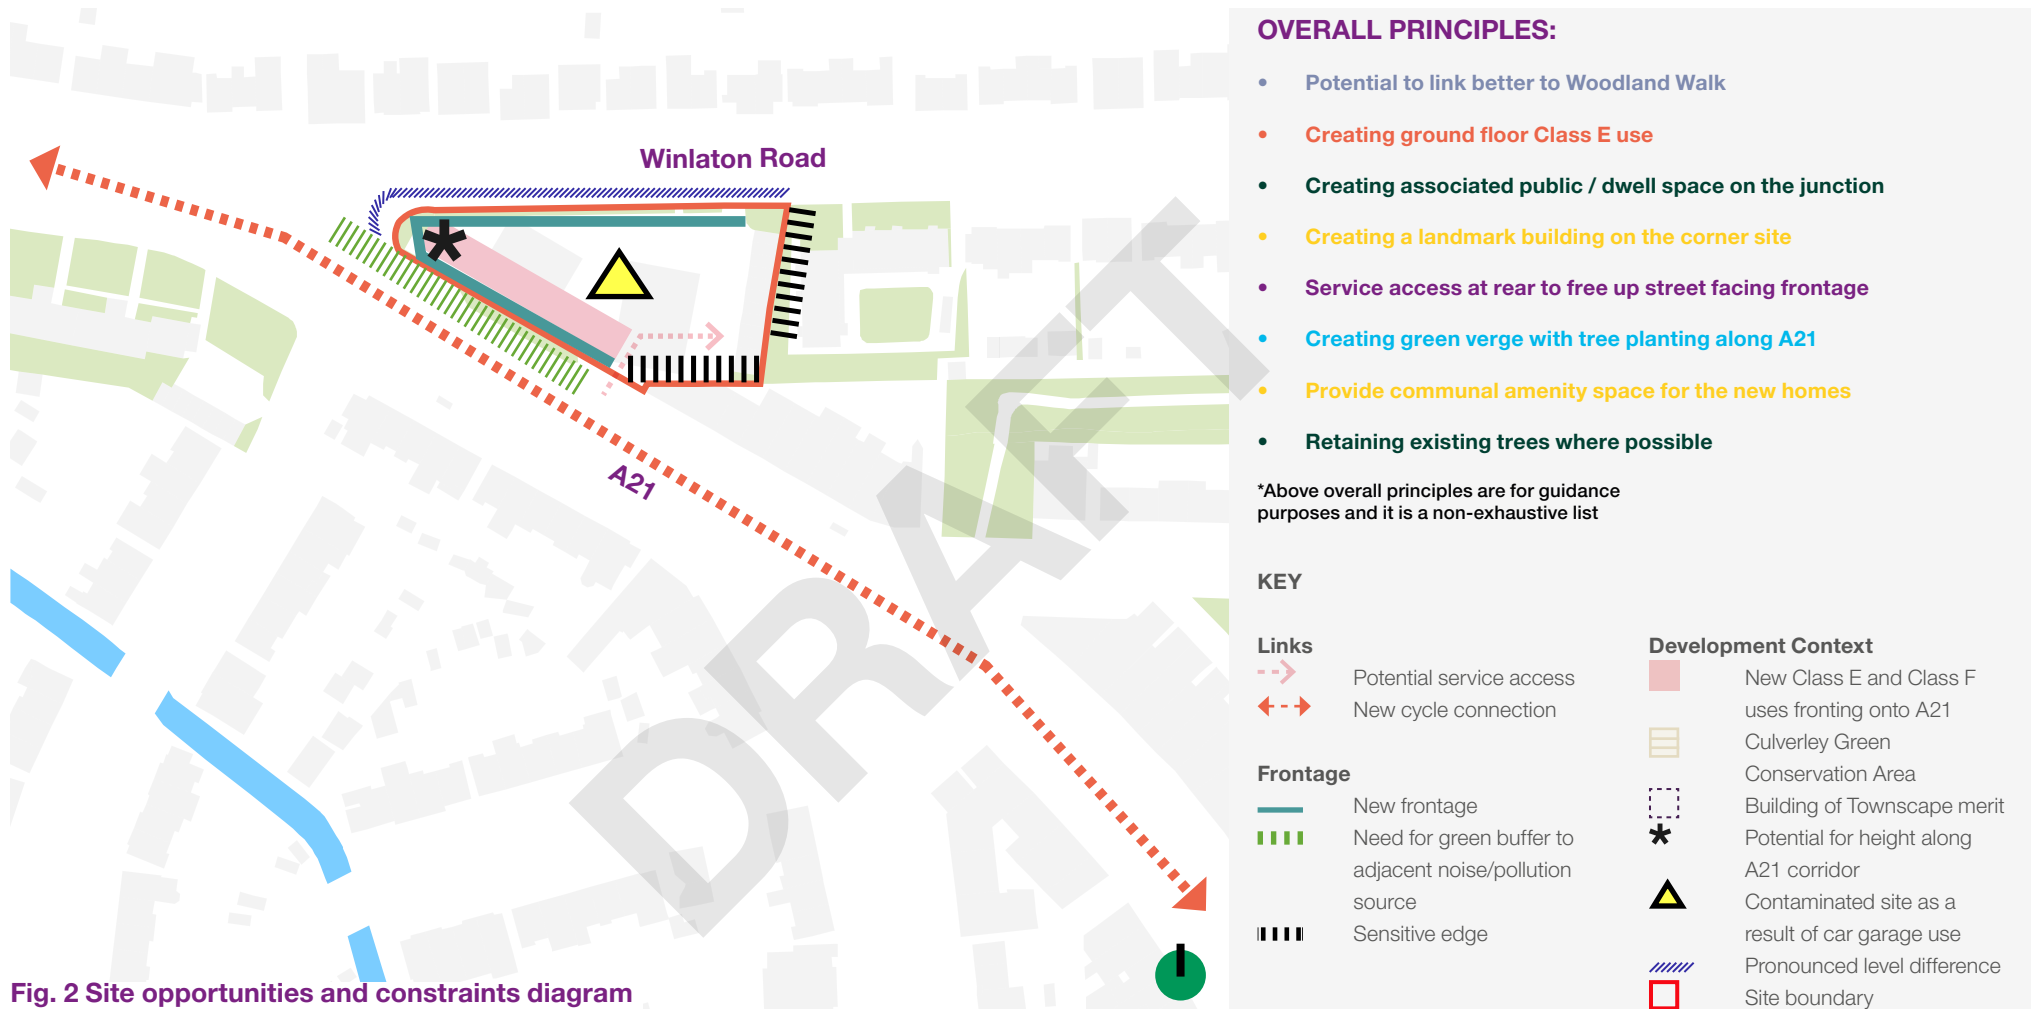 Winlaton Road
A21
DRAFT
Fig. 2 Site opportunities and constraints diagram
OVERALL PRINCIPLES:
• Potential to link better to Woodland Walk
• Creating ground floor Class E use
• Creating associated public / dwell space on the junction
• Creating a landmark building on the corner site
• Service access at rear to free up street facing frontage
• Creating green verge with tree planting along A21
• Provide communal amenity space for the new homes
• Retaining existing trees where possible
*Above overall principles are for guidance
purposes and it is a non-exhaustive list
KEY
Links
Potential service access
New cycle connection
Frontage
New frontage
Need for green buffer to
adjacent noise/pollution
source
Sensitive edge
Development Context
New Class E and Class F
uses fronting onto A21
Culverley Green
Conservation Area
Building of Townscape merit
Potential for height along
A21 corridor
Contaminated site as a
result of car garage use
Pronounced level difference
Site boundary